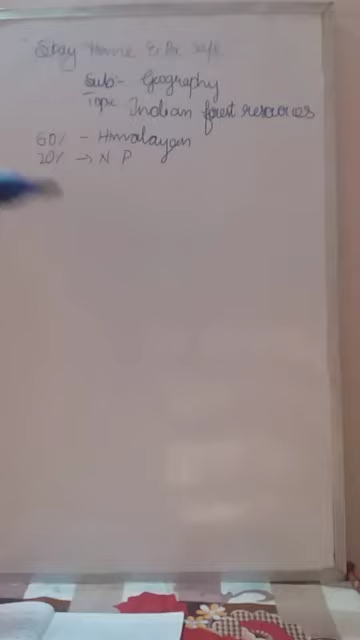 Stay Home & Be Safe
Sub:- Geography
Topic Indian forest resources
60% - Himalayan
20% → N P